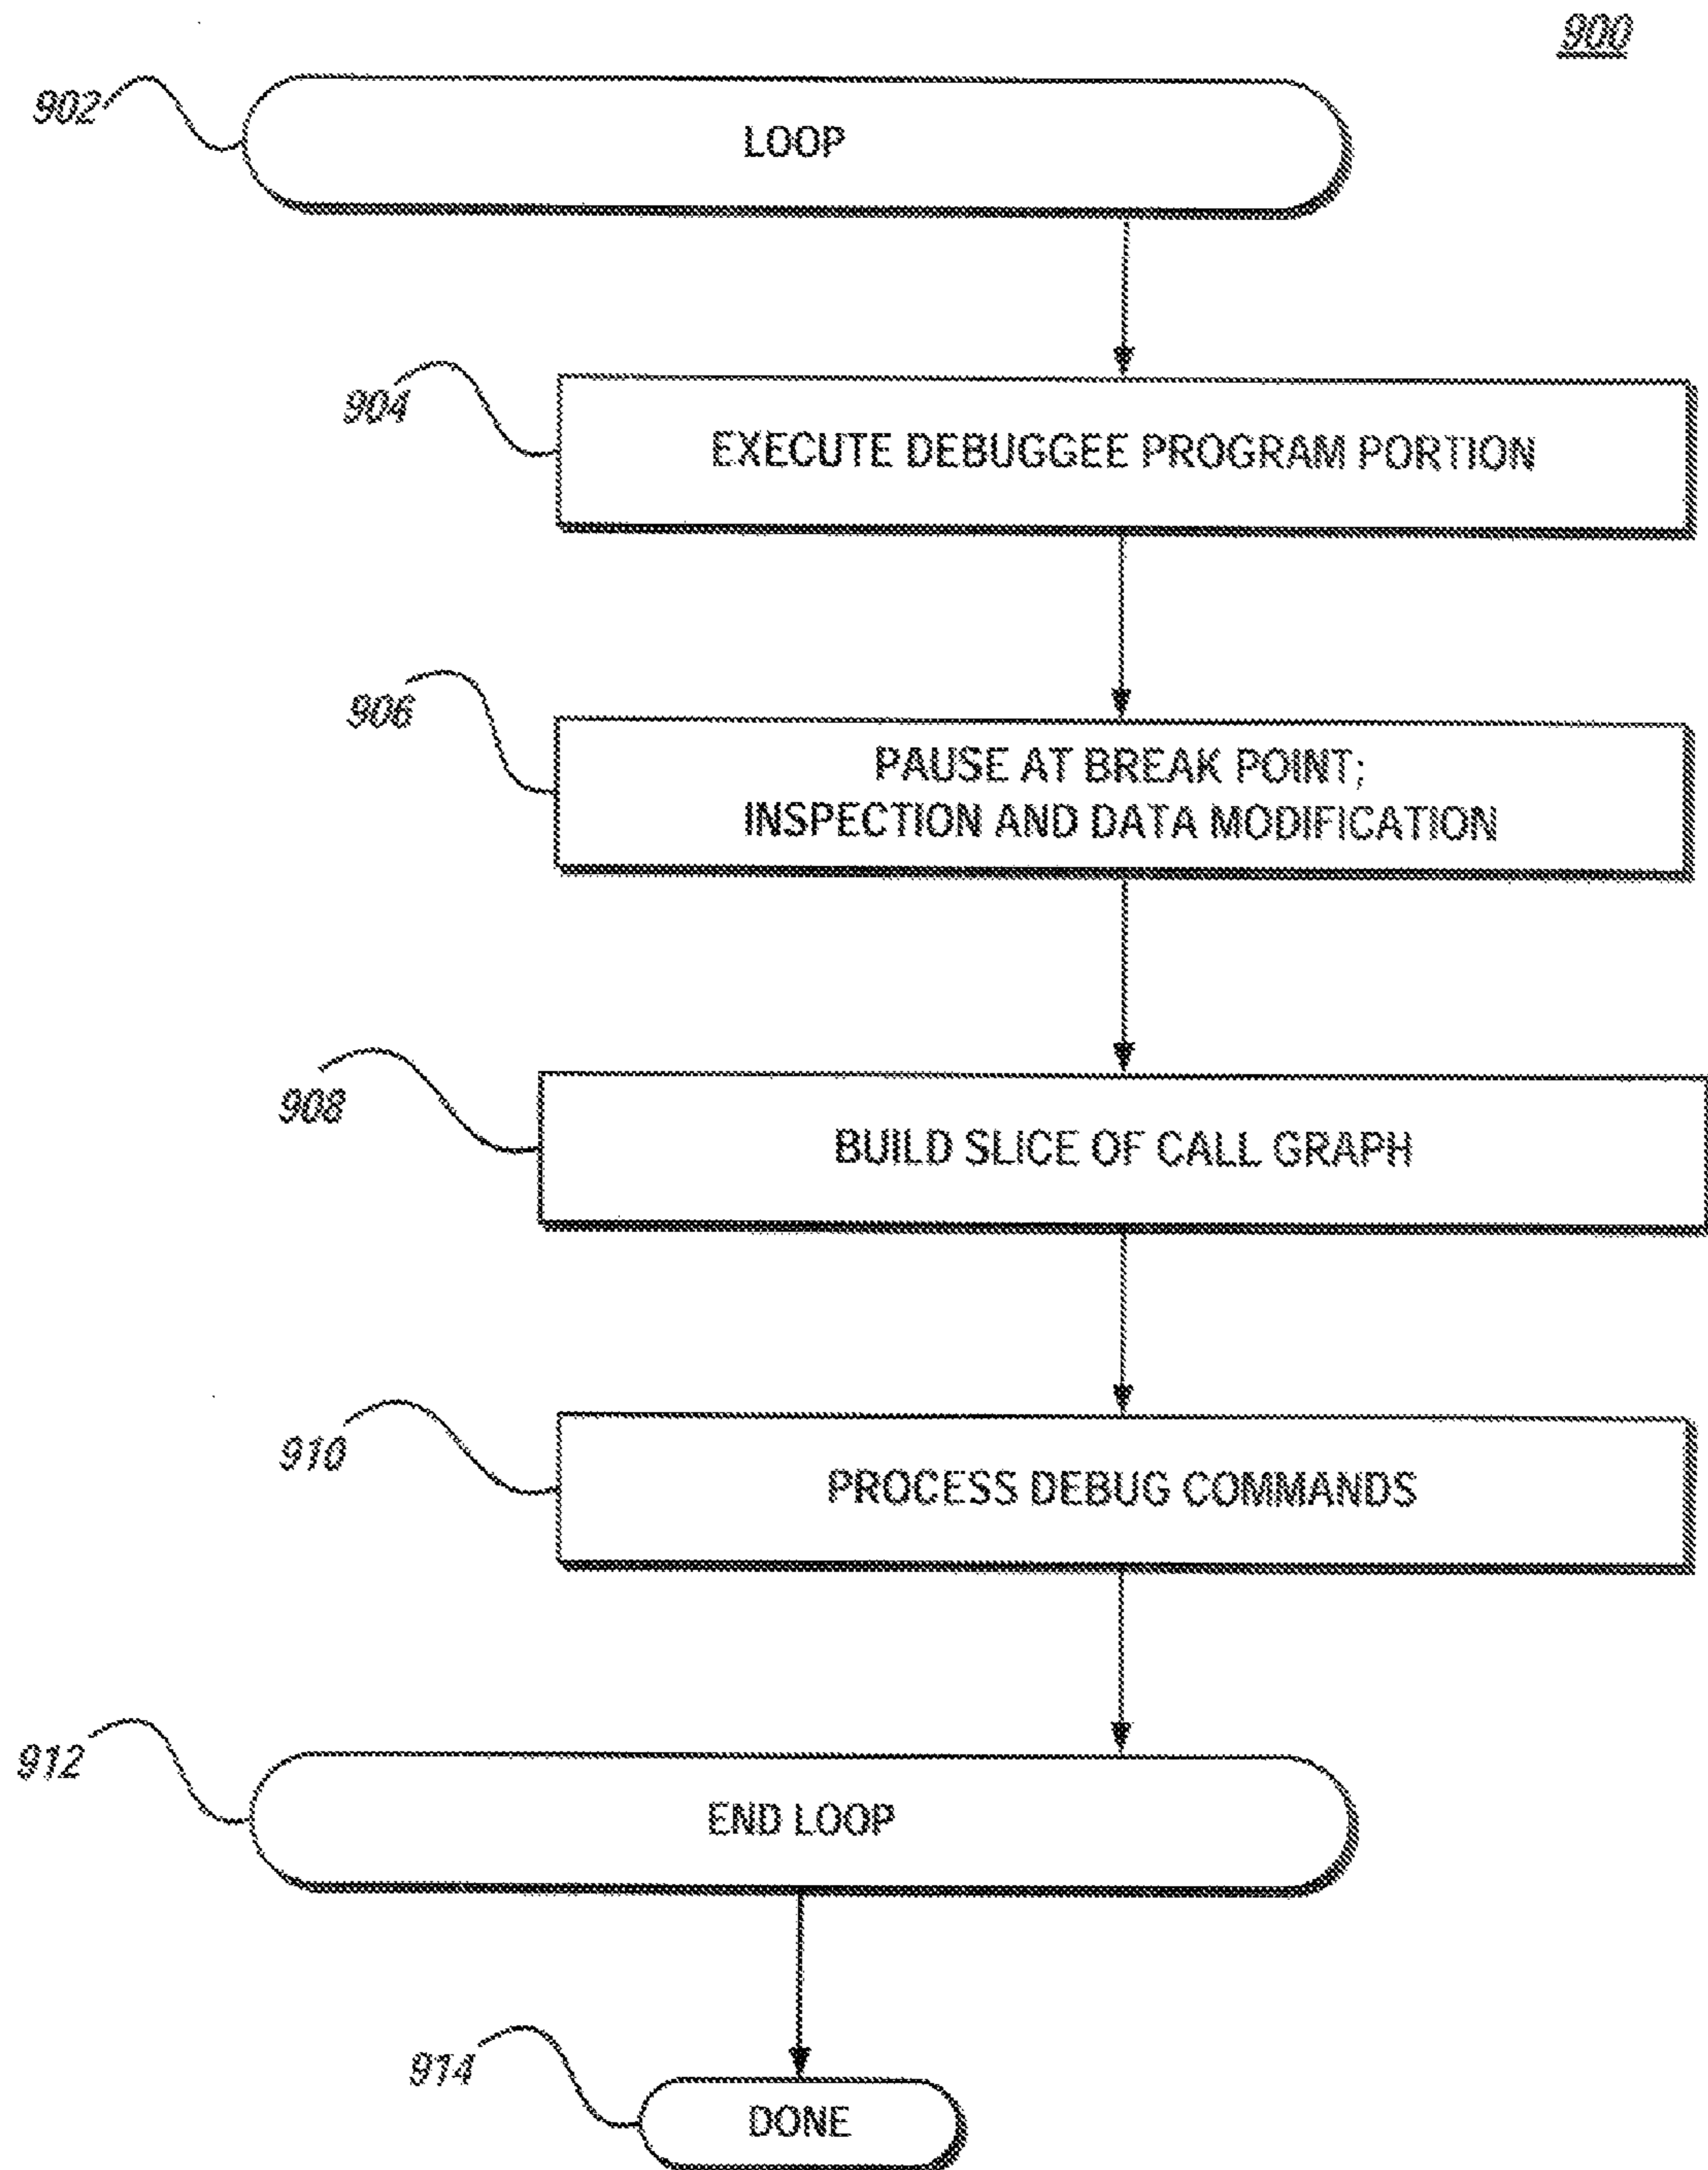 900
902
LOOP
904
EXECUTE DEBUGGEE PROGRAM PORTION
906
PAUSE AT BREAK POINT;
INSPECTION AND DATA MODIFICATION
908
BUILD SLICE OF CALL GRAPH
910
PROCESS DEBUG COMMANDS
912
END LOOP
914
DONE